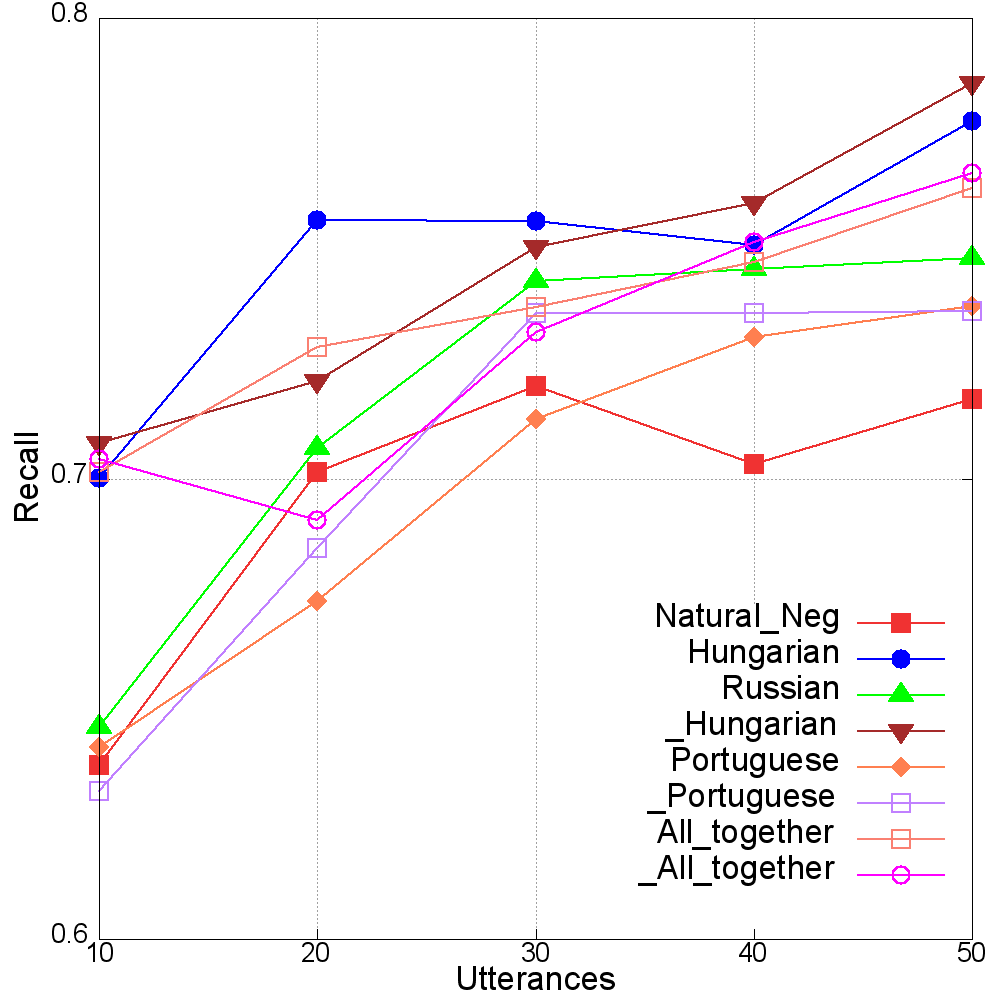 0.8
0.7
0.6
Recall
Natural_Neg
Hungarian
Russian
_Hungarian
Portuguese
_Portuguese
All_together
_All_together
10 20 30 40 50
Utterances